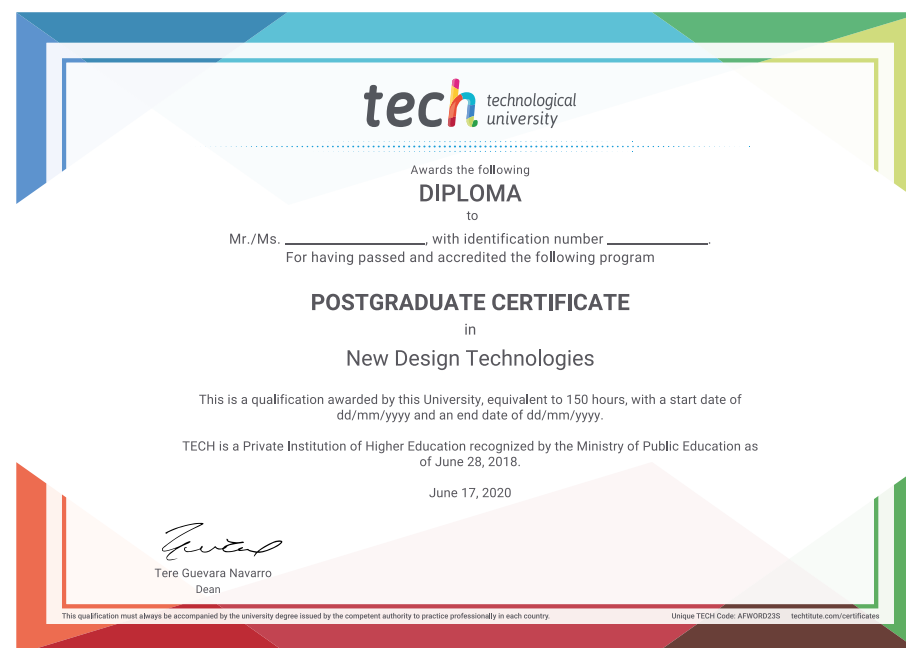 tech technological
university
Awards the following
DIPLOMA
to
Mr./Ms. ____________, with identification number ____________.
For having passed and accredited the following program
POSTGRADUATE CERTIFICATE
in
New Design Technologies
This is a qualification awarded by this University, equivalent to 150 hours, with a start date of
dd/mm/yyyy and an end date of dd/mm/yyyy.
TECH is a Private Institution of Higher Education recognized by the Ministry of Public Education as
of June 28, 2018.
June 17, 2020
Tere Guevara Navarro
Dean
This qualification must always be accompanied by the university degree issued by the competent authority to practice professionally in each country.
Unique TECH Code: AFWORD23S techtitute.com/certificates